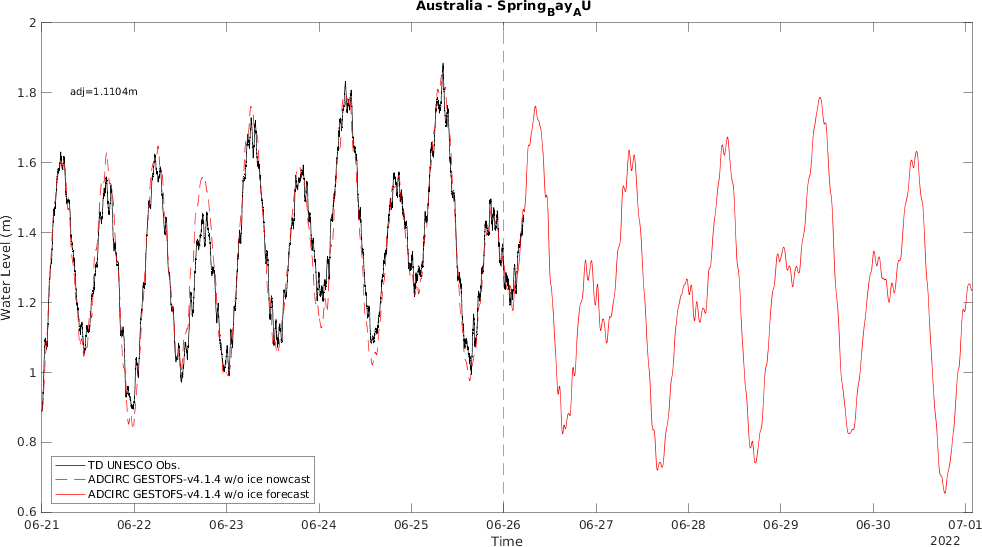 Australia - Spring_Bay_AU
2
1.8
1.6
1.4
1.2
1
0.8
0.6
Water Level (m)
adj=1.1104m
TD UNESCO Obs.
ADCIRC GESTOFS-v4.1.4 w/o ice nowcast
ADCIRC GESTOFS-v4.1.4 w/o ice forecast
06-21 06-22 06-23 06-24 06-25 06-26 06-27 06-28 06-29 06-30 07-01
Time
2022